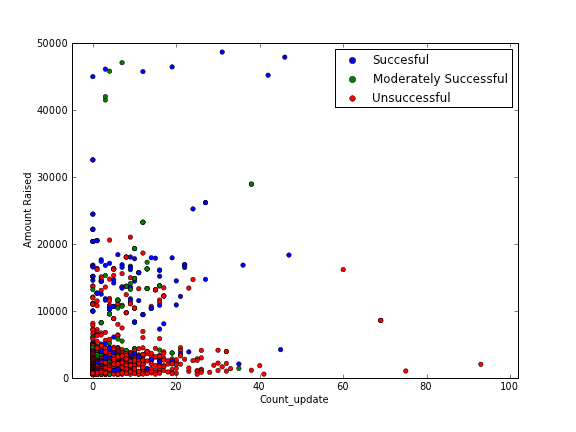 50000
40000
30000
20000
10000
0
Amount Raised
0 20 40 60 80 100
Count_update
Succesful
Moderately Successful
Unsuccessful